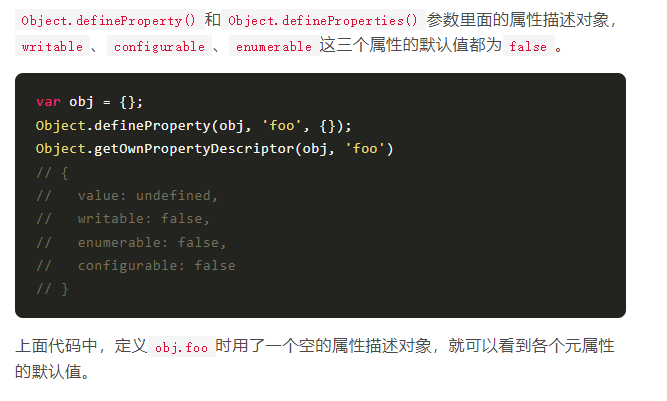 Object.defineProperty() 和 Object.defineProperties() 参数里面的属性描述对象，
writable 、 configurable 、 enumerable 这三个属性的默认值都为 false 。
var obj = {};
Object.defineProperty(obj, 'foo', {});
Object.getOwnPropertyDescriptor(obj, 'foo')
// {
//   value: undefined,
//   writable: false,
//   enumerable: false,
//   configurable: false
// }
上面代码中，定义 obj.foo 时用了一个空的属性描述对象，就可以看到各个元属性
的默认值。